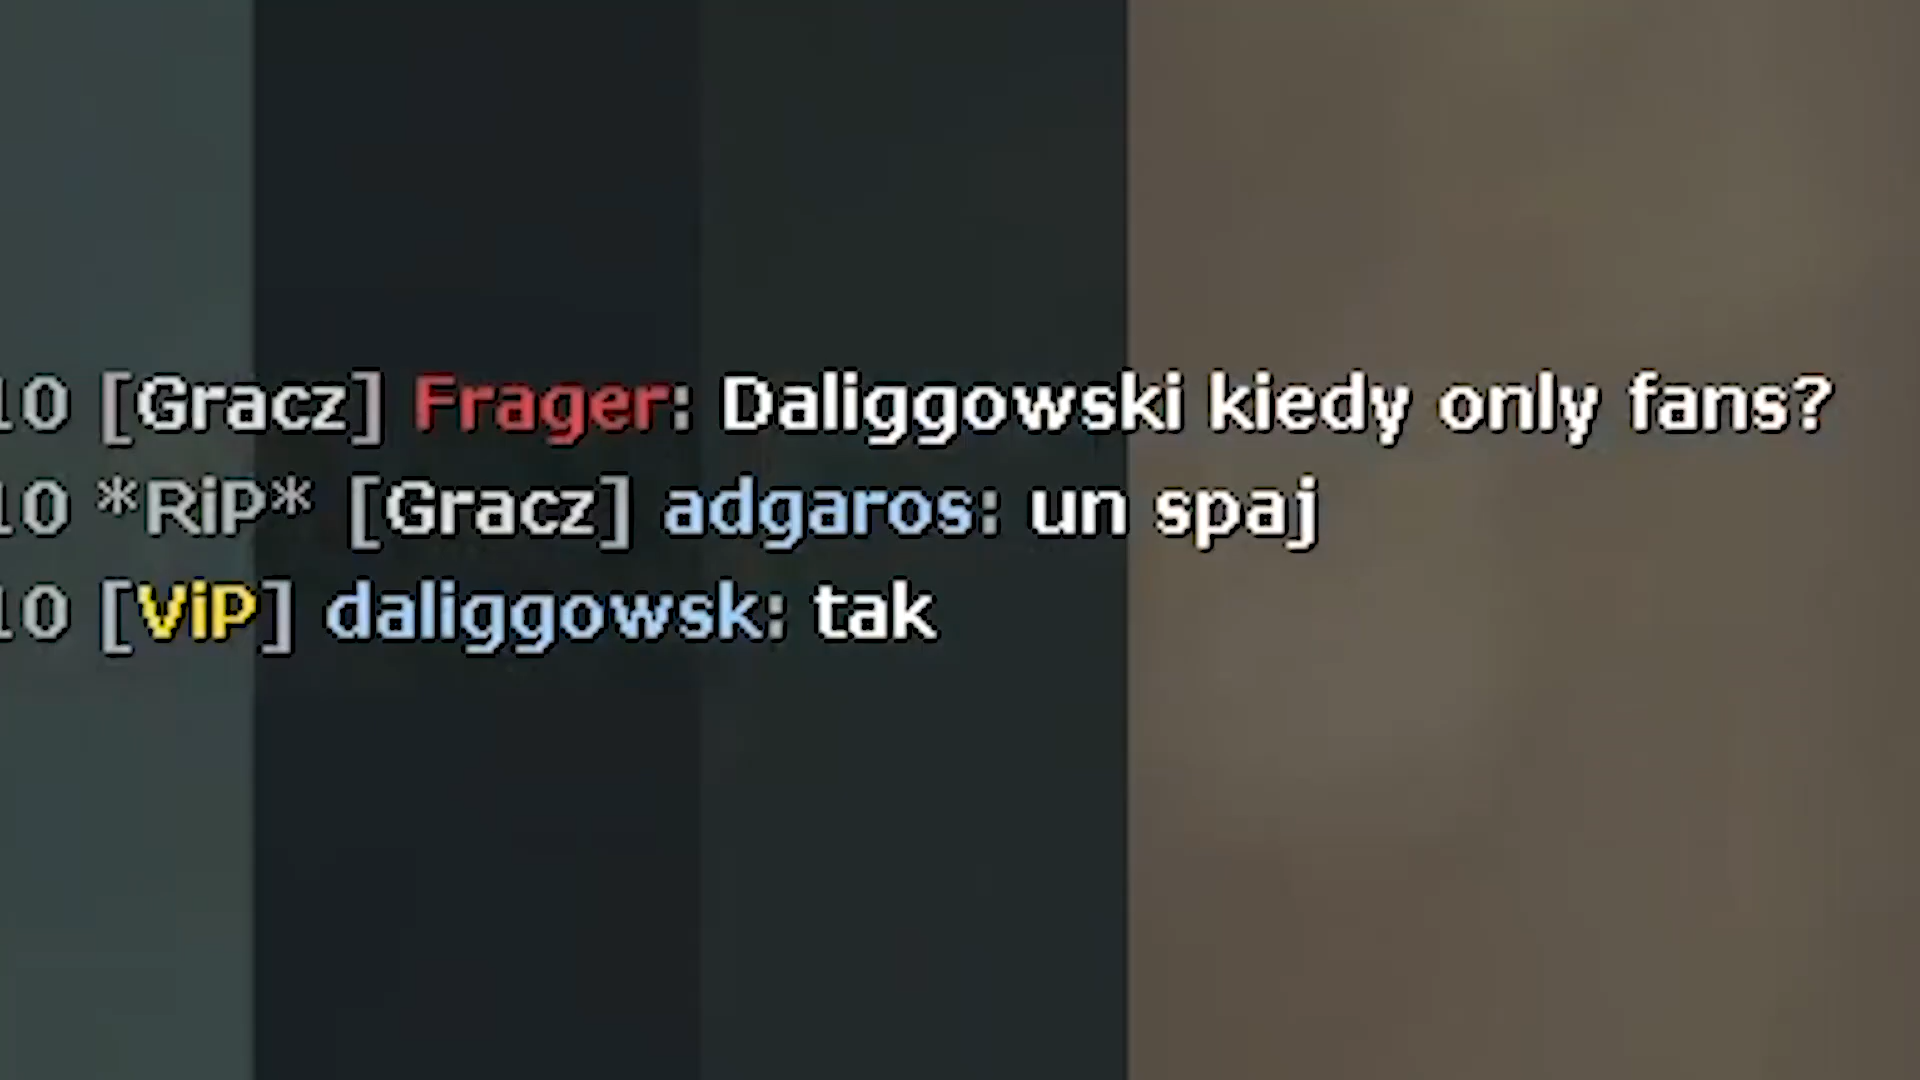 10 [Gracz] Frager: Daliggowski kiedy only fans?
10 *RiP* [Gracz] adgaros: un spaj
10 [ViP] daliggowsk: tak